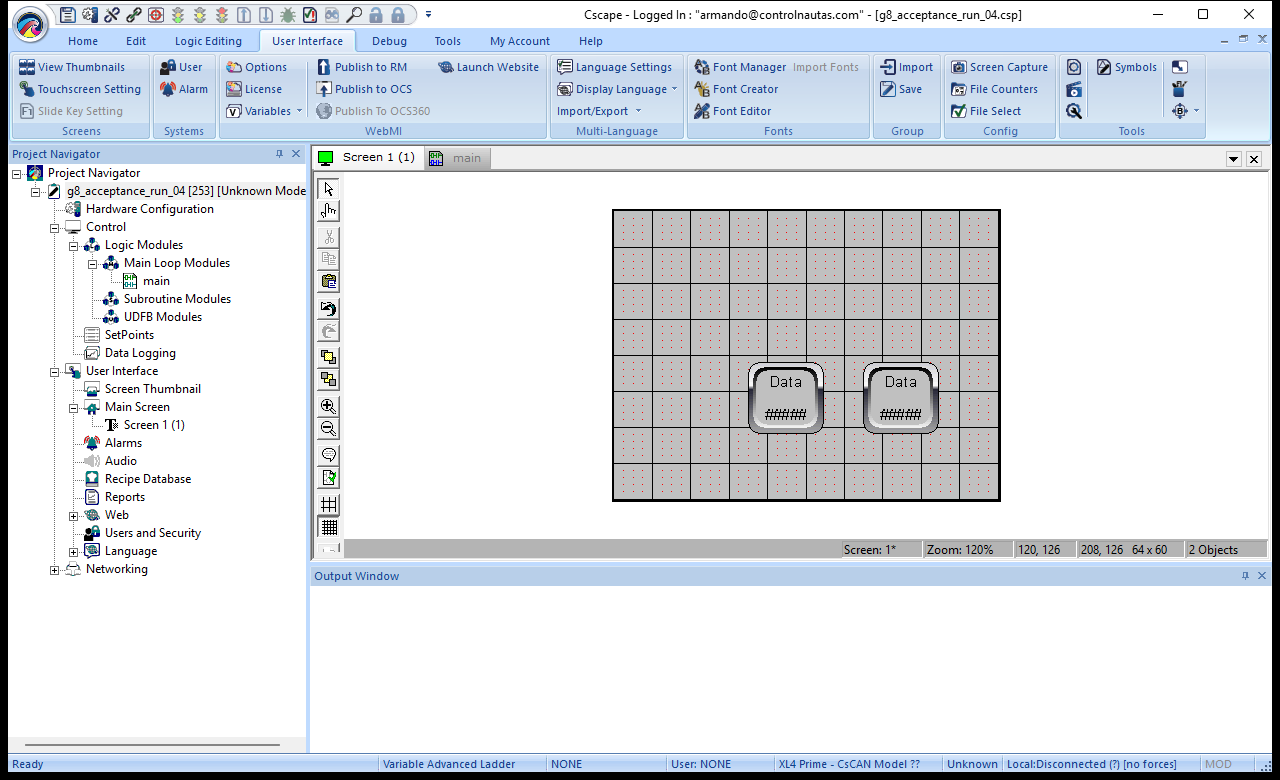 Cscape - Logged In : "armando@controlnautas.com" - [g8_acceptance_run_04.csp]
Home Edit Logic Editing User Interface Debug Tools My Account Help
View Thumbnails User Options Publish to RM Launch Website Language Settings Font Manager Import Fonts Import Screen Capture Symbols
Touchscreen Setting Alarm License Publish to OCS Display Language Font Creator Save File Counters
Slide Key Setting Variables Publish To OCS360 Import/Export Font Editor File Select
Screens Systems WebMI Multi-Language Fonts Group Config Tools
Project Navigator
Project Navigator
g8_acceptance_run_04 [253] [Unknown Mode
Hardware Configuration
Control
Logic Modules
Main Loop Modules
main
Subroutine Modules
UDFB Modules
SetPoints
Data Logging
User Interface
Screen Thumbnail
Main Screen
Screen 1 (1)
Alarms
Audio
Recipe Database
Reports
Web
Users and Security
Language
Networking
Screen 1 (1) main
Data Data
###### ######
Screen: 1* Zoom: 120% 120, 126 208, 126 64 x 60 2 Objects
Output Window
Ready Variable Advanced Ladder NONE User: NONE XL4 Prime - CsCAN Model ?? Unknown Local:Disconnected (?) [no forces] MOD